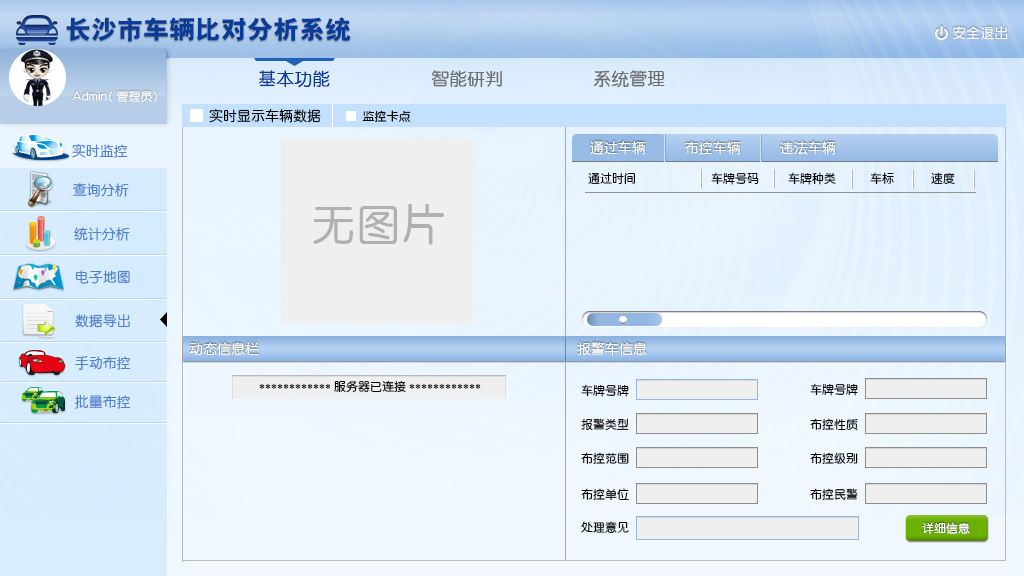 长沙市车辆比对分析系统
安全退出
Admin( 管理员)
基本功能 智能研判 系统管理
实时显示车辆数据 监控卡点
实时监控
查询分析
统计分析
电子地图
数据导出
手动布控
批量布控
无图片
通过车辆 布控车辆 违法车辆
通过时间 车牌号码 车牌种类 车标 速度
动态信息栏
************ 服务器已连接 ************
报警车信息
车牌号牌 车牌号牌
报警类型 布控性质
布控范围 布控级别
布控单位 布控民警
处理意见
详细信息